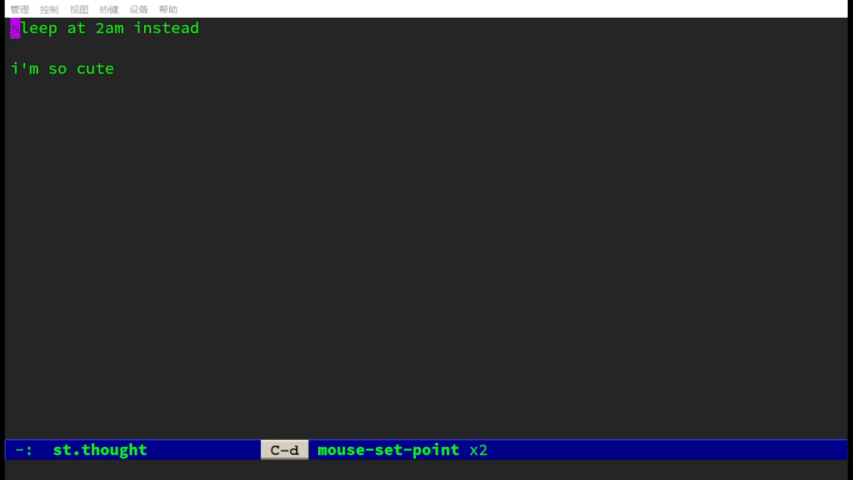 管理 控制 视图 热键 设备 帮助
sleep at 2am instead
i'm so cute
-: st.thought C-d mouse-set-point x2